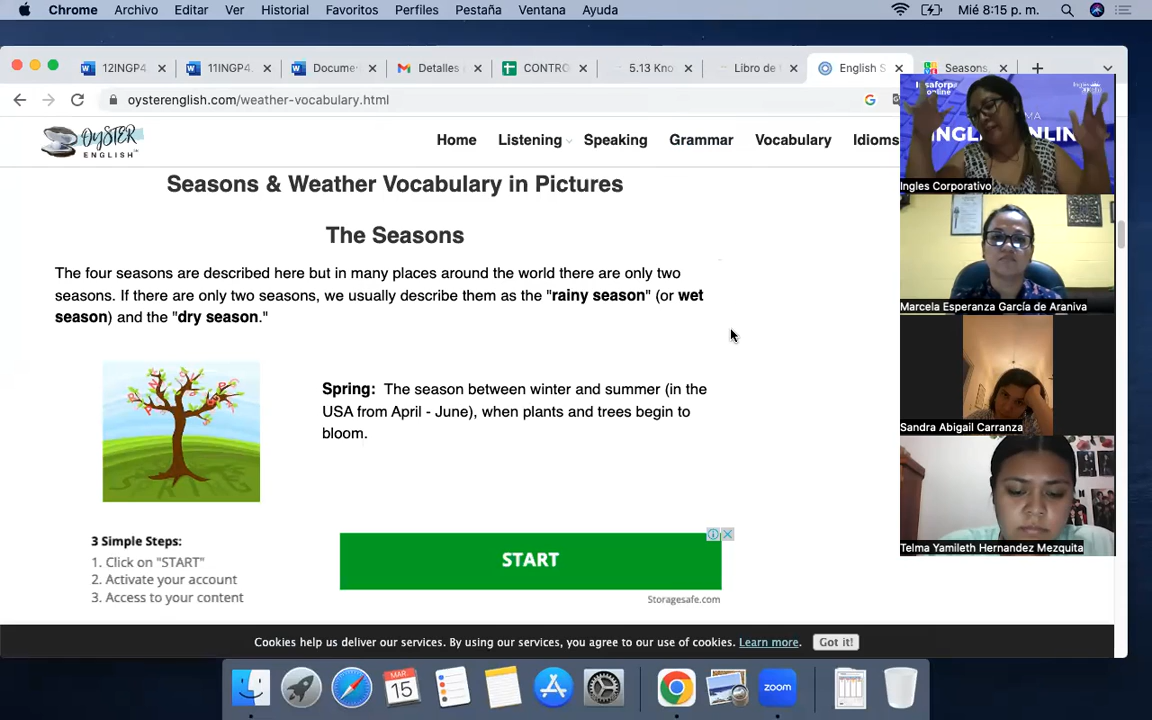 Chrome Archivo Editar Ver Historial Favoritos Perfiles Pestaña Ventana Ayuda Mié 8:15 p. m.
12INGP4 11INGP4. Docume- Detalles CONTRO 5.13 Kno Libro de English S Seasons,
oysterenglish.com/weather-vocabulary.html
OYSTER
ENGLISH
Home Listening Speaking Grammar Vocabulary Idioms
Seasons & Weather Vocabulary in Pictures
The Seasons
The four seasons are described here but in many places around the world there are only two
seasons. If there are only two seasons, we usually describe them as the "rainy season" (or wet
season) and the "dry season."
Spring: The season between winter and summer (in the
USA from April - June), when plants and trees begin to
bloom.
3 Simple Steps:
1. Click on "START"
2. Activate your account
3. Access to your content
START
Storagesafe.com
Cookies help us deliver our services. By using our services, you agree to our use of cookies. Learn more. Got it!
Ingles Corporativo
Marcela Esperanza García de Araniva
Sandra Abigail Carranza
Telma Yamileth Hernandez Mezquita
MAR
15
zoom